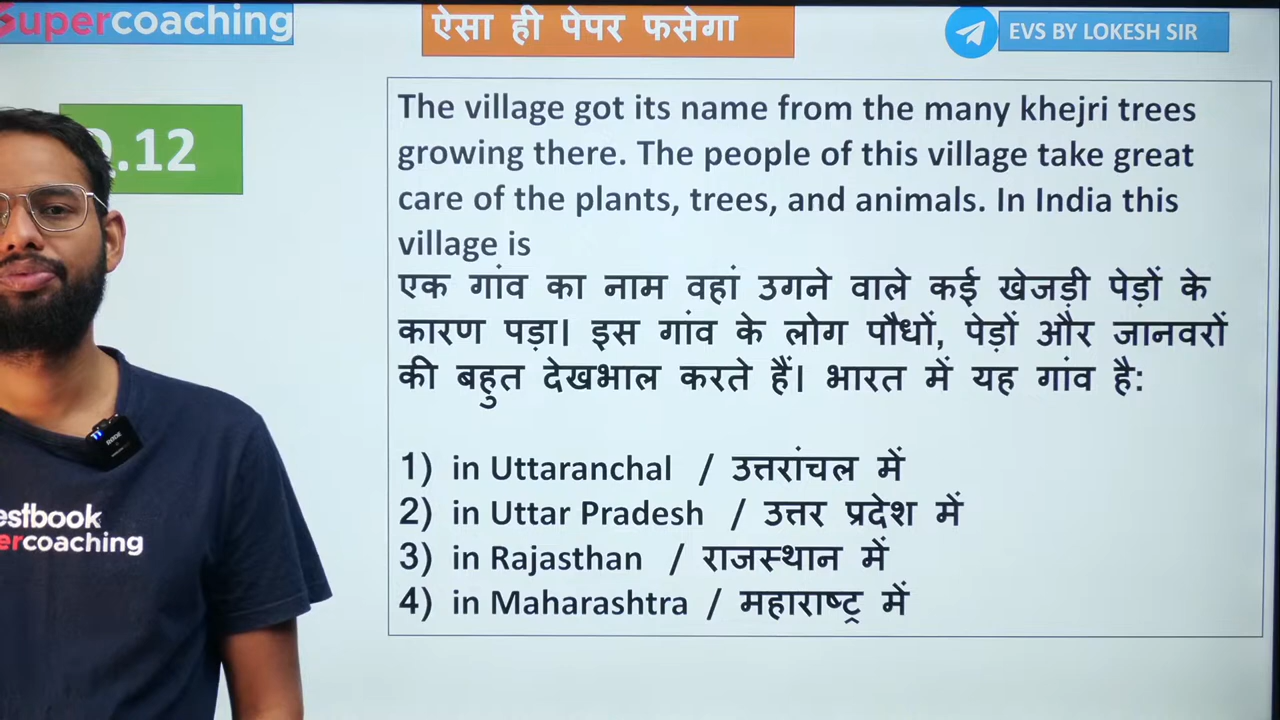 Supercoaching
ऐसा ही पेपर फसेगा
EVS BY LOKESH SIR
.12
The village got its name from the many khejri trees
growing there. The people of this village take great
care of the plants, trees, and animals. In India this
village is
एक गांव का नाम वहां उगने वाले कई खेजड़ी पेड़ों के
कारण पड़ा। इस गांव के लोग पौधों, पेड़ों और जानवरों
की बहुत देखभाल करते हैं। भारत में यह गांव है:
1) in Uttaranchal / उत्तरांचल में
2) in Uttar Pradesh / उत्तर प्रदेश में
3) in Rajasthan / राजस्थान में
4) in Maharashtra / महाराष्ट्र में
estbook
ercoaching